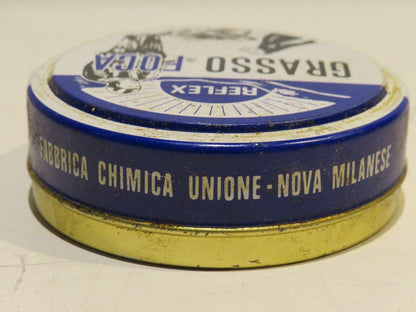 GRASSO FOCA
REFLEX
FABBRICA CHIMICA UNIONE - NOVA MILANESE